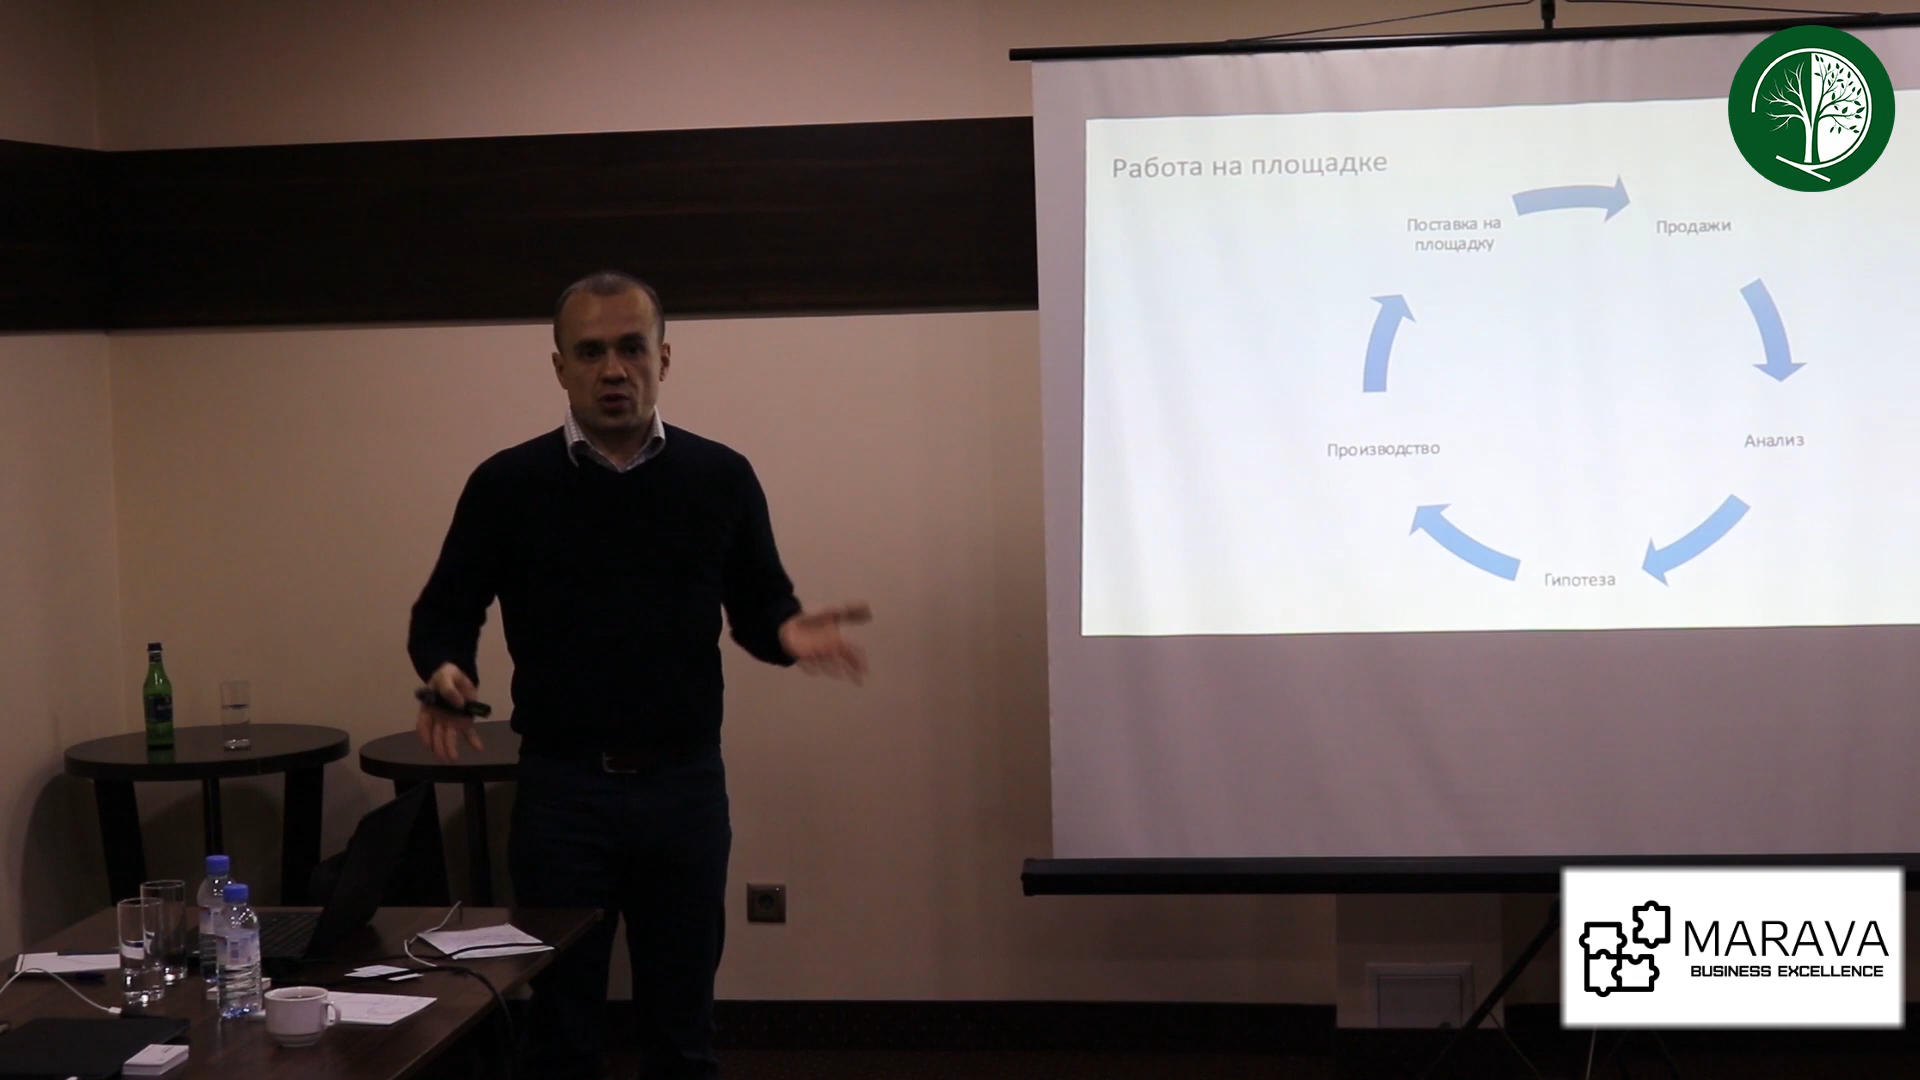 Работа на площадке
Поставка на
площадку
Продажи
Производство
Анализ
Гипотеза
MARAVA
BUSINESS EXCELLENCE